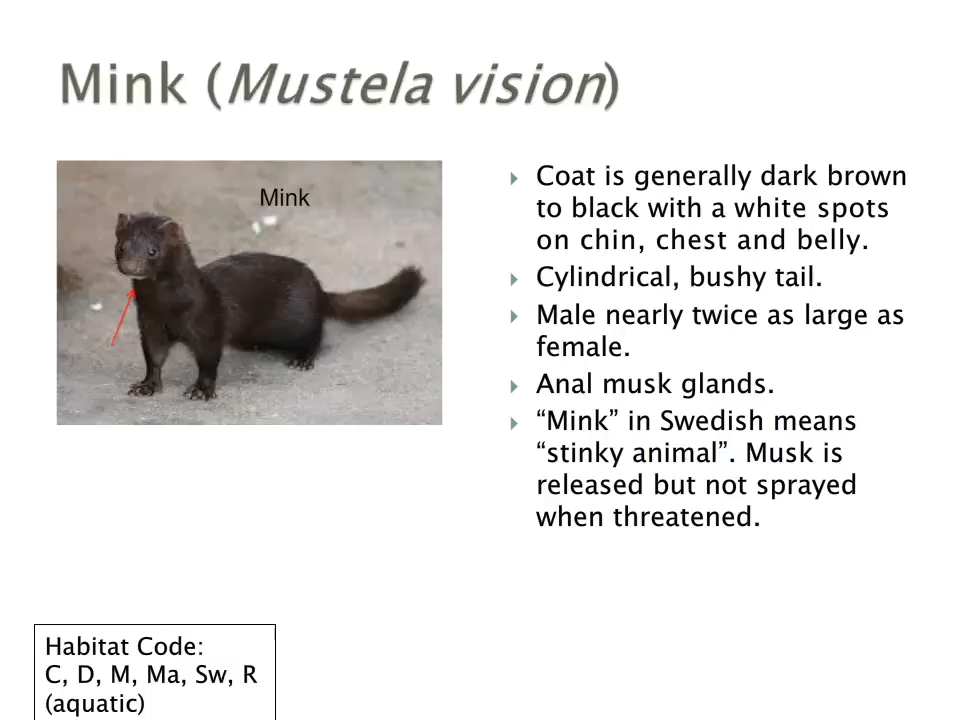 Mink (Mustela vision)
Mink
Coat is generally dark brown
to black with a white spots
on chin, chest and belly.
Cylindrical, bushy tail.
Male nearly twice as large as
female.
Anal musk glands.
“Mink” in Swedish means
“stinky animal”. Musk is
released but not sprayed
when threatened.
Habitat Code:
C, D, M, Ma, Sw, R
(aquatic)